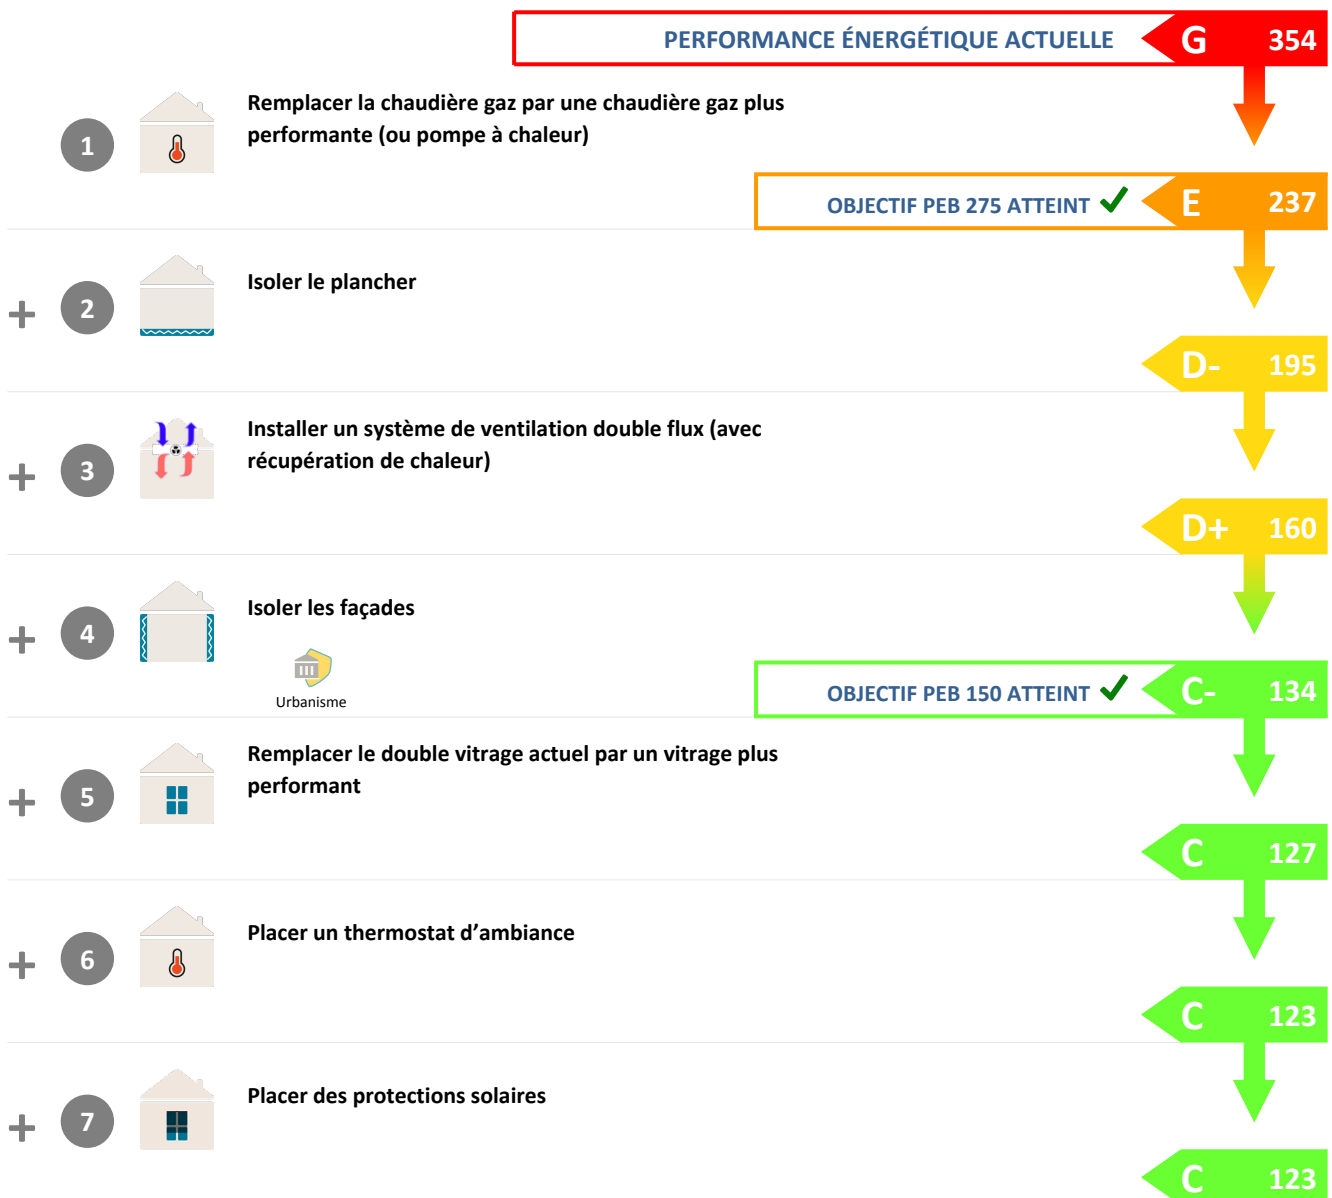 PERFORMANCE ÉNERGÉTIQUE ACTUELLE G 354
1
Remplacer la chaudière gaz par une chaudière gaz plus
performante (ou pompe à chaleur)
OBJECTIF PEB 275 ATTEINT ✓ E 237
+ 2
Isoler le plancher
D- 195
+ 3
Installer un système de ventilation double flux (avec
récupération de chaleur)
D+ 160
+ 4
Isoler les façades
Urbanisme
OBJECTIF PEB 150 ATTEINT ✓ C- 134
+ 5
Remplacer le double vitrage actuel par un vitrage plus
performant
C 127
+ 6
Placer un thermostat d’ambiance
C 123
+ 7
Placer des protections solaires
C 123